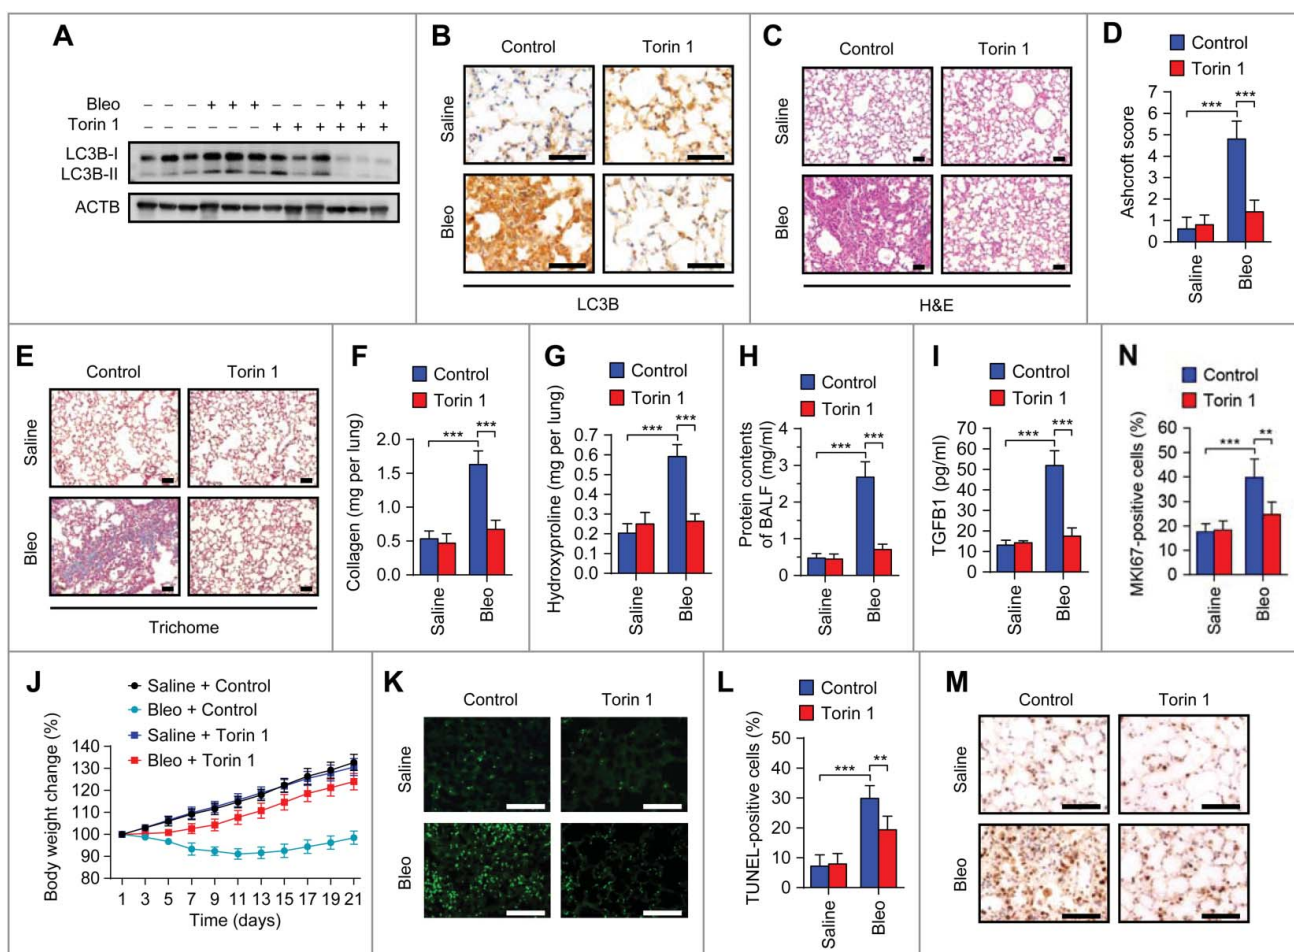 A
Bleo − − − + + + − − − + + +
Torin 1 − − − − − − + + + + + +
LC3B-I
LC3B-II
ACTB
B
Control Torin 1
Saline
Bleo
LC3B
C
Control Torin 1
Saline
Bleo
H&E
D
Control
Torin 1
Ashcroft score
7
6
5
4
3
2
1
0
*** ***
Saline Bleo
E
Control Torin 1
Saline
Bleo
Trichome
F
Control
Torin 1
Collagen (mg per lung)
2.0
1.5
1.0
0.5
0.0
*** ***
Saline Bleo
G
Control
Torin 1
Hydroxyproline (mg per lung)
0.7
0.6
0.5
0.4
0.3
0.2
0.1
0.0
*** ***
Saline Bleo
H
Control
Torin 1
Protein contents
of BALF (mg/ml)
4
3
2
1
0
*** ***
Saline Bleo
I
Control
Torin 1
TGFB1 (pg/ml)
70
60
50
40
30
20
10
0
*** ***
Saline Bleo
N
Control
Torin 1
MKI67-positive cells (%)
60
50
40
30
20
10
0
*** **
Saline Bleo
J
Saline + Control
Bleo + Control
Saline + Torin 1
Bleo + Torin 1
Body weight change (%)
140
130
120
110
100
90
80
1 3 5 7 9 11 13 15 17 19 21
Time (days)
K
Control Torin 1
Saline
Bleo
L
Control
Torin 1
TUNEL-positive cells (%)
50
40
30
20
10
0
*** **
Saline Bleo
M
Control Torin 1
Saline
Bleo